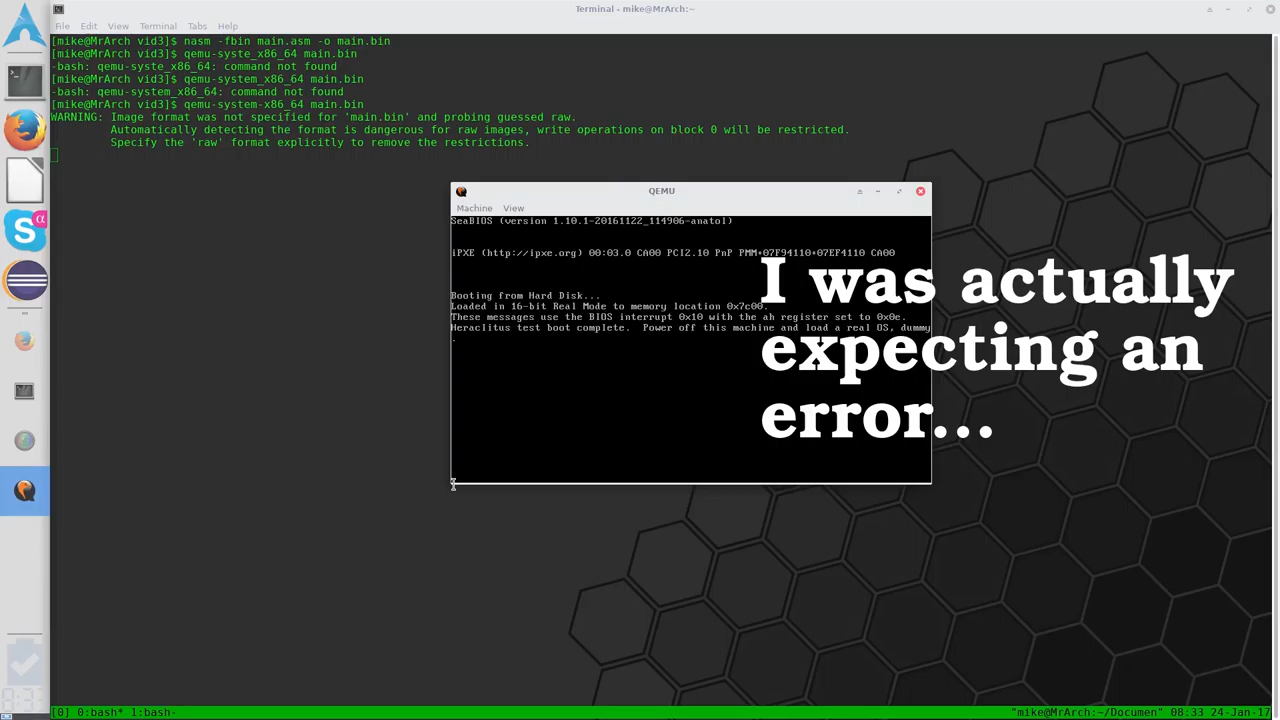 Terminal - mike@MrArch:~
File Edit View Terminal Tabs Help
[mike@MrArch vid3]$ nasm -fbin main.asm -o main.bin
[mike@MrArch vid3]$ qemu-syste_x86_64 main.bin
-bash: qemu-syste_x86_64: command not found
[mike@MrArch vid3]$ qemu-system_x86_64 main.bin
-bash: qemu-system_x86_64: command not found
[mike@MrArch vid3]$ qemu-system-x86_64 main.bin
WARNING: Image format was not specified for 'main.bin' and probing guessed raw.
Automatically detecting the format is dangerous for raw images, write operations on block 0 will be restricted.
Specify the 'raw' format explicitly to remove the restrictions.
QEMU
Machine View
SeaBIOS (version 1.10.1-20161122_114906-anatol)
iPXE (http://ipxe.org) 00:03.0 CA00 PCI2.10 PnP PMM+07F94110+07EF4110 CA00
Booting from Hard Disk...
Loaded in 16-bit Real Mode to memory location 0x7c00.
These messages use the BIOS interrupt 0x10 with the ah register set to 0x0e.
Heraclitus test boot complete.  Power off this machine and load a real OS, dummy
.
I was actually
expecting an
error...
[0] 0:bash* 1:bash-
"mike@MrArch:~/Documen" 08:33 24-Jan-17